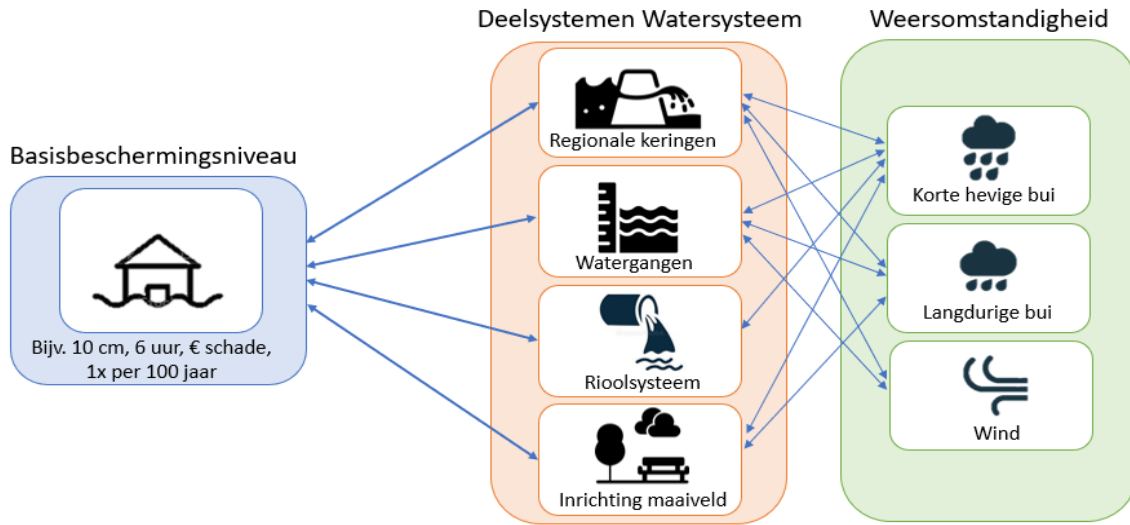 Basisbeschermingsniveau
Bijv. 10 cm, 6 uur, € schade,
1x per 100 jaar
Deelsystemen Watersysteem
Regionale keringen
Watergangen
Rioolsysteem
Inrichting maaiveld
Weersomstandigheid
Korte hevige bui
Langdurige bui
Wind